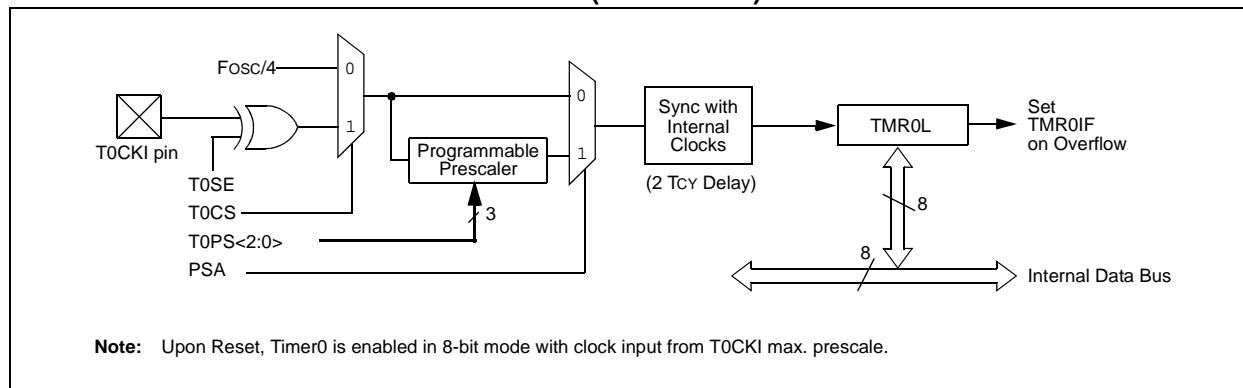 FOSC/4
0
1
T0CKI pin
T0SE
T0CS
T0PS<2:0>
PSA
Programmable
Prescaler
3
0
1
Sync with
Internal
Clocks
(2 TCY Delay)
TMR0L
Set
TMR0IF
on Overflow
8
8
Internal Data Bus
Note: Upon Reset, Timer0 is enabled in 8-bit mode with clock input from T0CKI max. prescale.